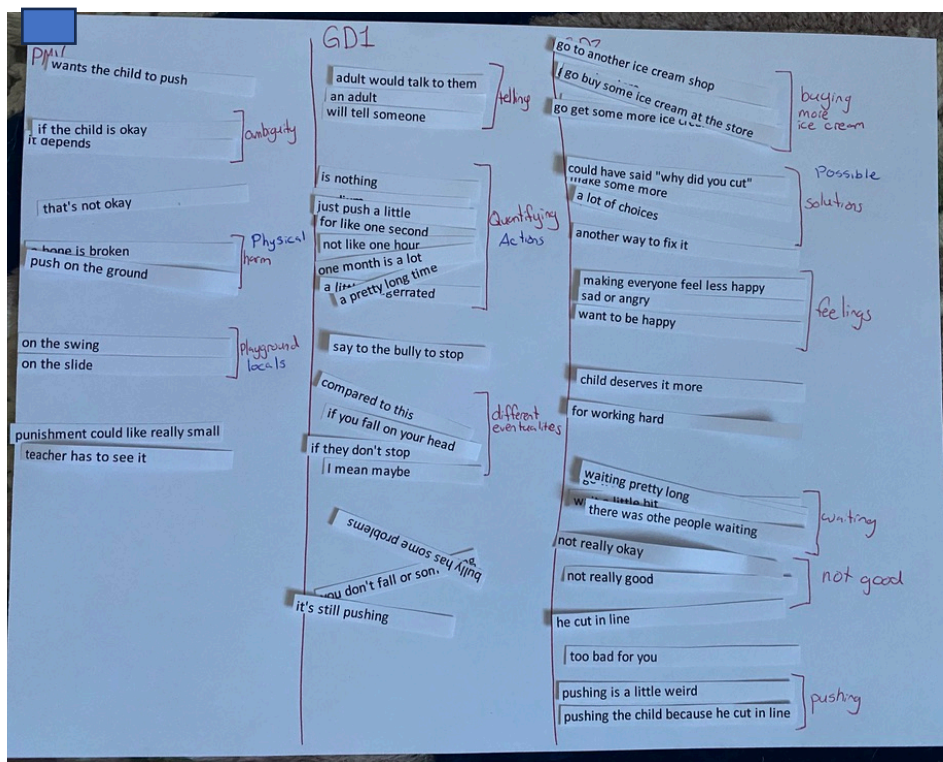 GD1
wants the child to push
if the child is okay
it depends
ambiguity
that's not okay
bone is broken
push on the ground
Physical
harm
on the swing
on the slide
playground
locals
punishment could like really small
teacher has to see it
adult would talk to them
an adult
will tell someone
telling
is nothing
just push a little
for like one second
not like one hour
one month is a lot
a pretty long time
Quantifying
Actions
say to the bully to stop
compared to this
if you fall on your head
if they don't stop
I mean maybe
different
eventualites
bully has some problems
you don't fall or som
it's still pushing
go to another ice cream shop
go buy some ice cream at the store
go get some more ice
buying
more
ice cream
could have said "why did you cut"
make some more
a lot of choices
another way to fix it
Possible
solutions
making everyone feel less happy
sad or angry
want to be happy
feelings
child deserves it more
for working hard
waiting pretty long
little bit
there was othe people waiting
waiting
not really okay
not really good
not good
he cut in line
too bad for you
pushing is a little weird
pushing the child because he cut in line
pushing